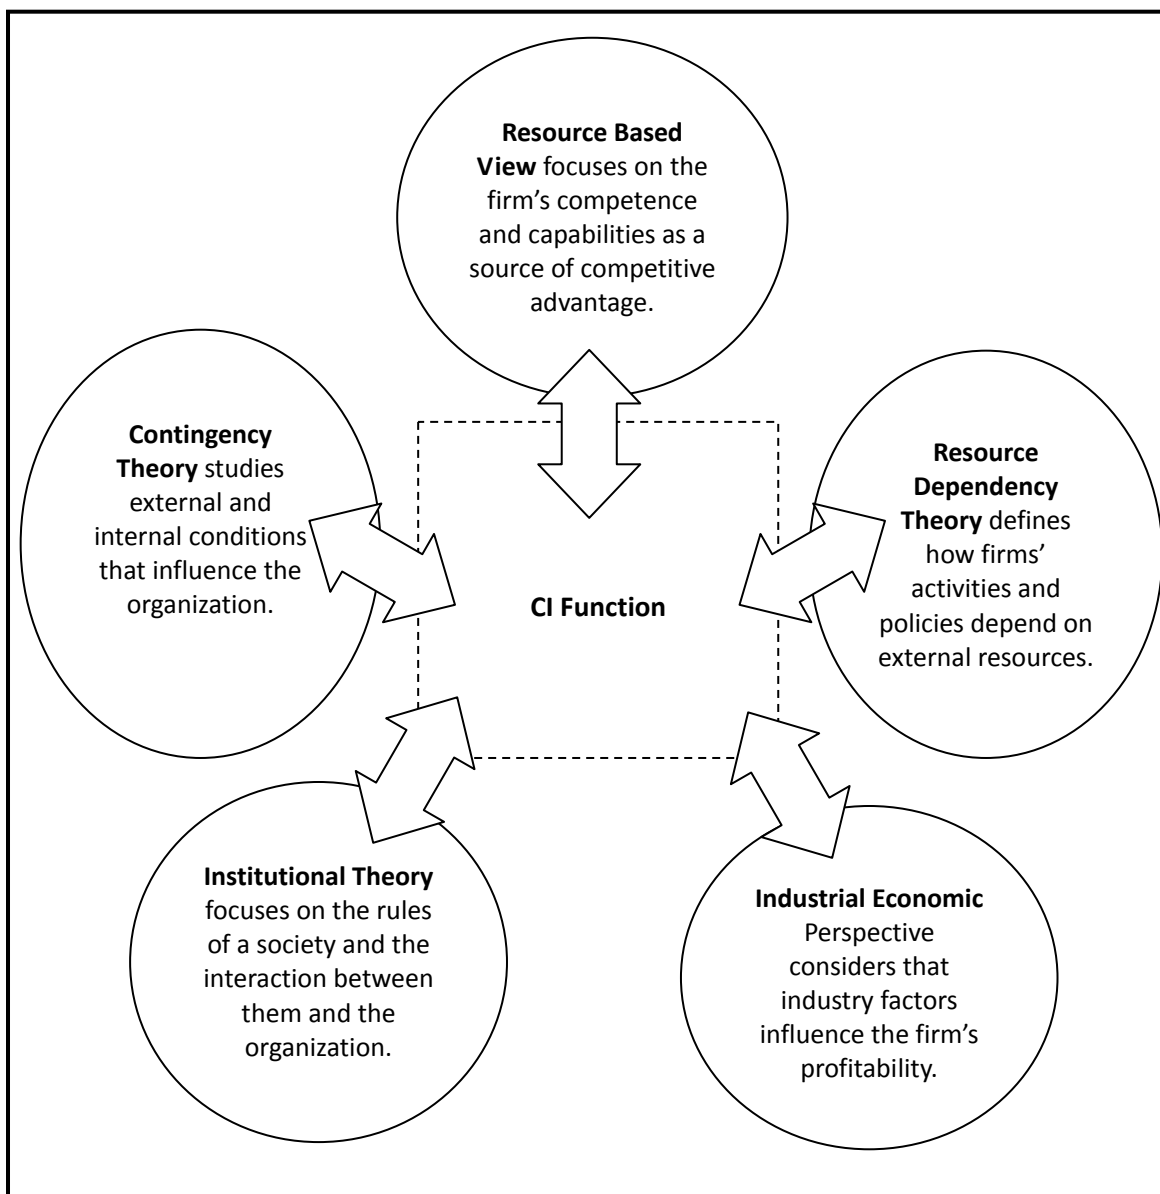 Resource Based
View focuses on the
firm’s competence
and capabilities as a
source of competitive
advantage.
Contingency
Theory studies
external and
internal conditions
that influence the
organization.
Resource
Dependency
Theory defines
how firms’
activities and
policies depend on
external resources.
CI Function
Institutional Theory
focuses on the rules
of a society and the
interaction between
them and the
organization.
Industrial Economic
Perspective
considers that
industry factors
influence the firm’s
profitability.